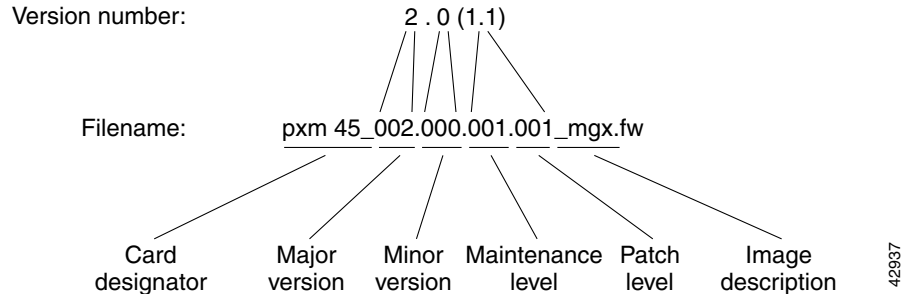 Version number: 2 . 0 (1.1)
Filename: pxm 45_002.000.001.001_mgx.fw
Card designator
Major version
Minor version
Maintenance level
Patch level
Image description
42937